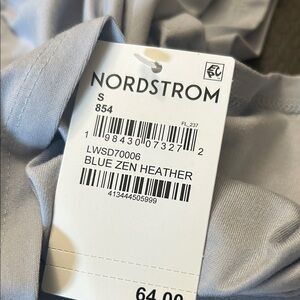 NORDSTROM
S
854
FL_237
1 98430 07327 2
LWSD70006
BLUE ZEN HEATHER
413444505999
64.00